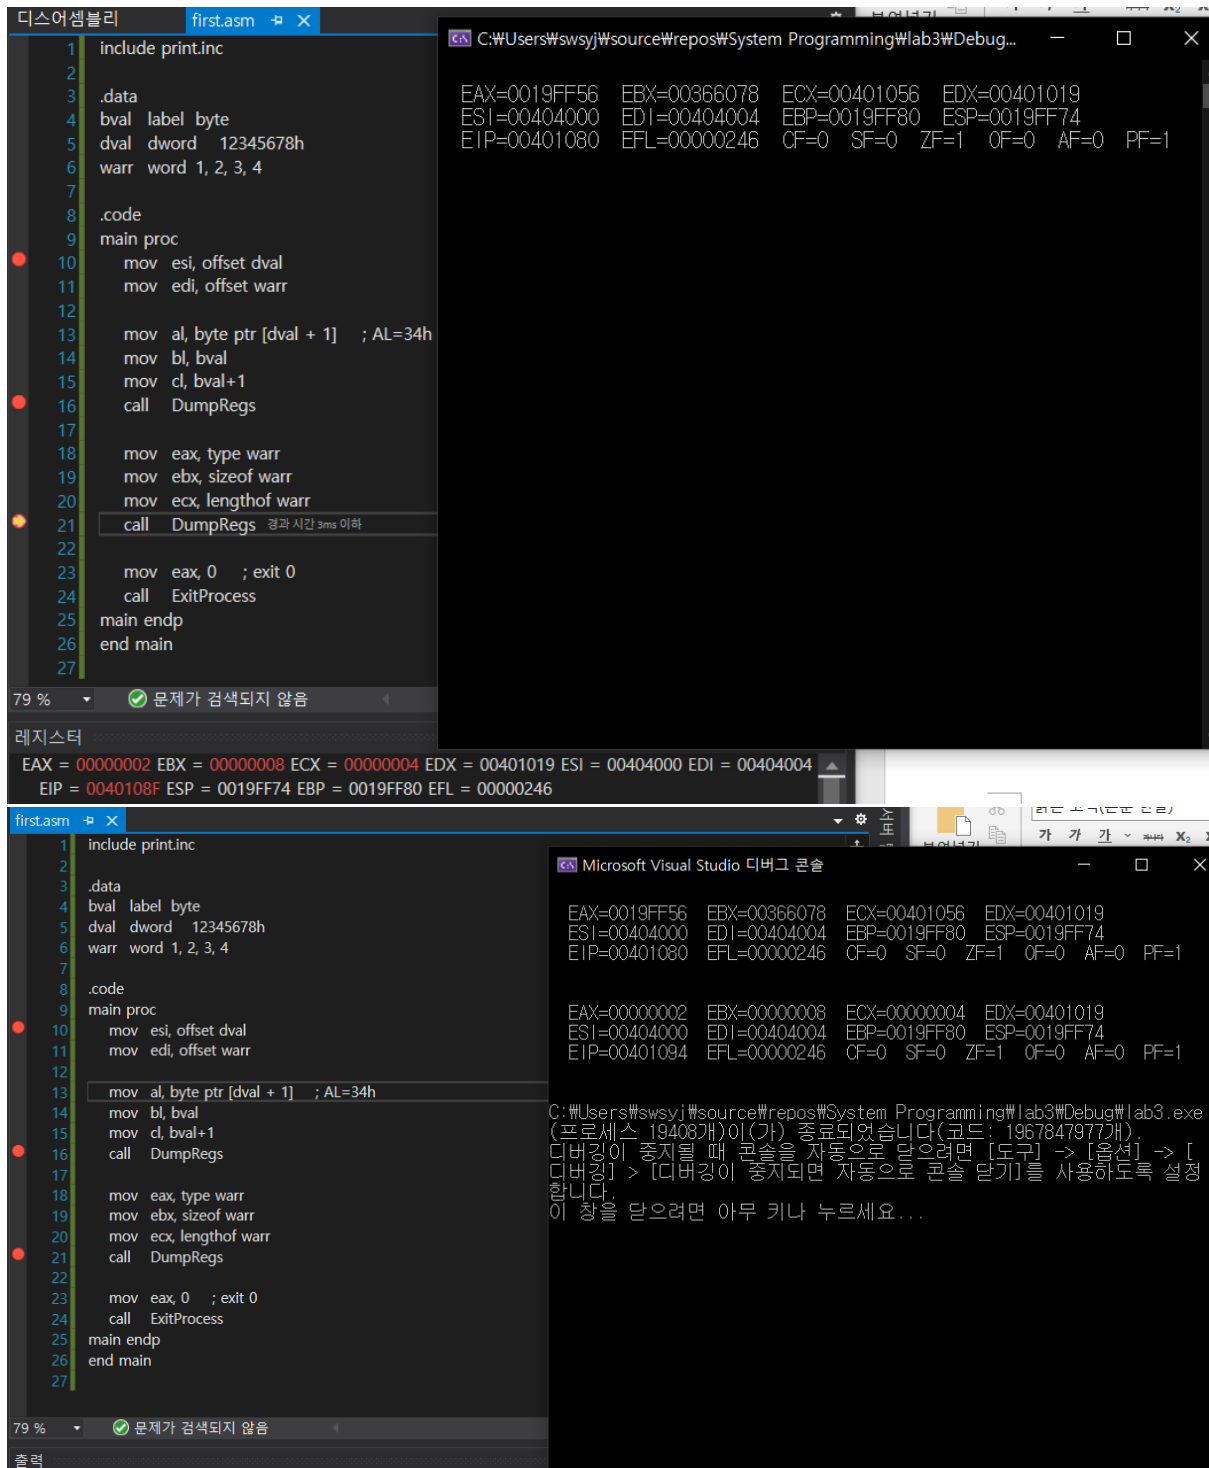 디스어셈블리 first.asm
1 include print.inc
2
3 .data
4 bval label byte
5 dval dword 12345678h
6 warr word 1, 2, 3, 4
7
8 .code
9 main proc
10 mov esi, offset dval
11 mov edi, offset warr
12
13 mov al, byte ptr [dval + 1] ; AL=34h
14 mov bl, bval
15 mov cl, bval+1
16 call DumpRegs
17
18 mov eax, type warr
19 mov ebx, sizeof warr
20 mov ecx, lengthof warr
21 call DumpRegs 경과 시간 3ms 이하
22
23 mov eax, 0 ; exit 0
24 call ExitProcess
25 main endp
26 end main
27
79 % 문제가 검색되지 않음
레지스터
EAX = 00000002 EBX = 00000008 ECX = 00000004 EDX = 00401019 ESI = 00404000 EDI = 00404004
EIP = 0040108F ESP = 0019FF74 EBP = 0019FF80 EFL = 00000246
C:₩Users₩swsyj₩source₩repos₩System Programming₩lab3₩Debug...
EAX=0019FF56 EBX=00366078 ECX=00401056 EDX=00401019
ESI=00404000 EDI=00404004 EBP=0019FF80 ESP=0019FF74
EIP=00401080 EFL=00000246 CF=0 SF=0 ZF=1 OF=0 AF=0 PF=1
first.asm
1 include print.inc
2
3 .data
4 bval label byte
5 dval dword 12345678h
6 warr word 1, 2, 3, 4
7
8 .code
9 main proc
10 mov esi, offset dval
11 mov edi, offset warr
12
13 mov al, byte ptr [dval + 1] ; AL=34h
14 mov bl, bval
15 mov cl, bval+1
16 call DumpRegs
17
18 mov eax, type warr
19 mov ebx, sizeof warr
20 mov ecx, lengthof warr
21 call DumpRegs
22
23 mov eax, 0 ; exit 0
24 call ExitProcess
25 main endp
26 end main
27
79 % 문제가 검색되지 않음
출력
가 가 가 X₂
Microsoft Visual Studio 디버그 콘솔
EAX=0019FF56 EBX=00366078 ECX=00401056 EDX=00401019
ESI=00404000 EDI=00404004 EBP=0019FF80 ESP=0019FF74
EIP=00401080 EFL=00000246 CF=0 SF=0 ZF=1 OF=0 AF=0 PF=1
EAX=00000002 EBX=00000008 ECX=00000004 EDX=00401019
ESI=00404000 EDI=00404004 EBP=0019FF80 ESP=0019FF74
EIP=00401094 EFL=00000246 CF=0 SF=0 ZF=1 OF=0 AF=0 PF=1
C:₩Users₩swsyj₩source₩repos₩System Programming₩lab3₩Debug₩lab3.exe
(프로세스 19408개)이(가) 종료되었습니다(코드: 1967847977개).
디버깅이 중지될 때 콘솔을 자동으로 닫으려면 [도구] -> [옵션] -> [
디버깅] > [디버깅이 중지되면 자동으로 콘솔 닫기]를 사용하도록 설정
합니다.
이 창을 닫으려면 아무 키나 누르세요...